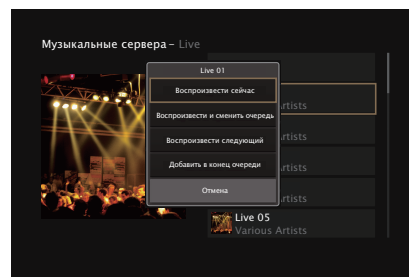 Музыкальные сервера – Live
Live 01
Воспроизвести сейчас
Воспроизвести и сменить очередь
Воспроизвести следующий
Добавить в конец очереди
Отмена
Artists
Artists
Artists
Artists
Live 05
Various Artists